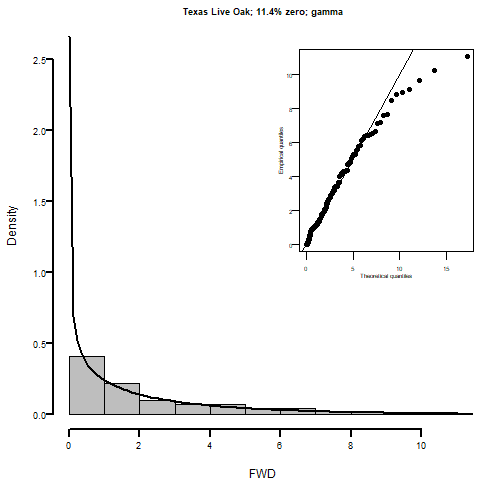 Texas Live Oak; 11.4% zero; gamma
Density
0.0
0.5
1.0
1.5
2.0
2.5
0 2 4 6 8 10
FWD
Empirical quantiles
0
2
4
6
8
10
0 5 10 15
Theoretical quantiles